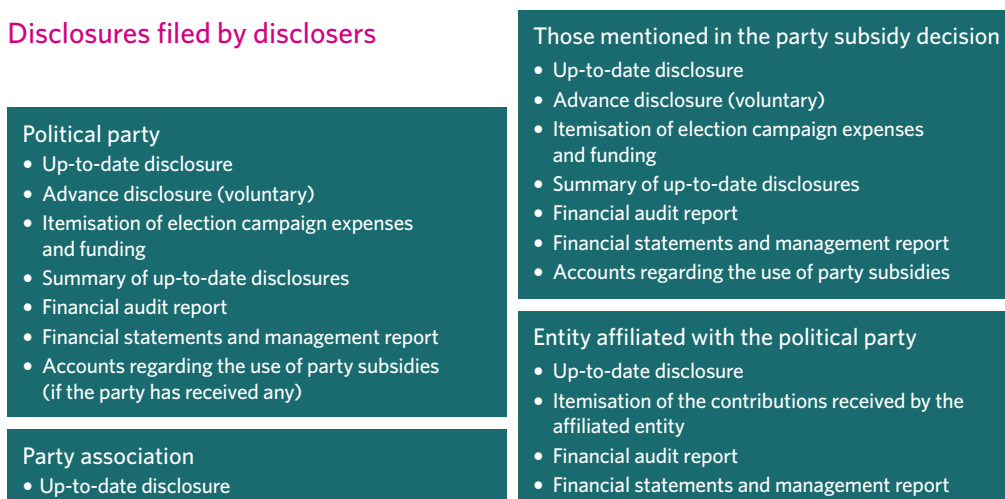 Disclosures filed by disclosers
Political party
• Up-to-date disclosure
• Advance disclosure (voluntary)
• Itemisation of election campaign expenses
and funding
• Summary of up-to-date disclosures
• Financial audit report
• Financial statements and management report
• Accounts regarding the use of party subsidies
(if the party has received any)
Party association
• Up-to-date disclosure
Those mentioned in the party subsidy decision
• Up-to-date disclosure
• Advance disclosure (voluntary)
• Itemisation of election campaign expenses
and funding
• Summary of up-to-date disclosures
• Financial audit report
• Financial statements and management report
• Accounts regarding the use of party subsidies
Entity affiliated with the political party
• Up-to-date disclosure
• Itemisation of the contributions received by the
affiliated entity
• Financial audit report
• Financial statements and management report